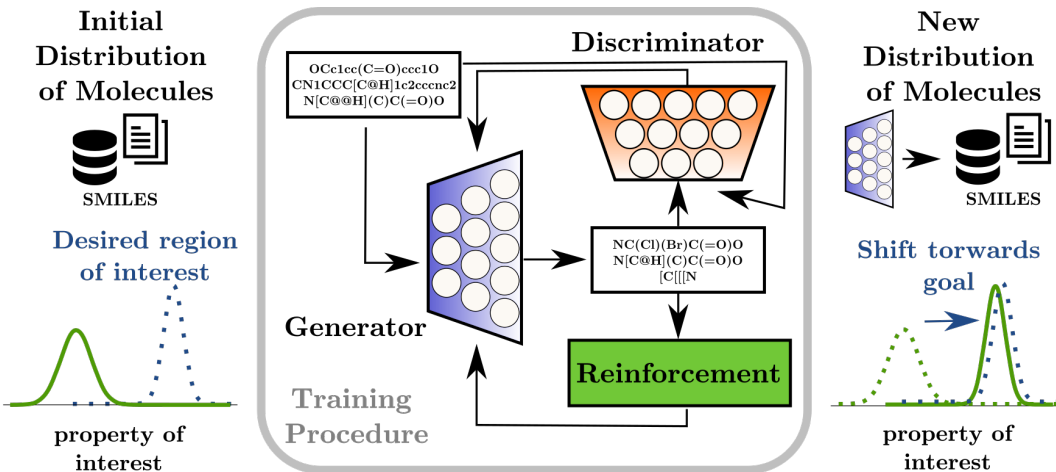 Initial
Distribution
of Molecules
SMILES
Desired region
of interest
property of
interest
OCc1cc(C=O)ccc1O
CN1CCC[C@H]1c2cccnc2
N[C@@H](C)C(=O)O
Discriminator
Generator
NC(Cl)(Br)C(=O)O
N[C@H](C)C(=O)O
[C[[[N
Reinforcement
Training
Procedure
New
Distribution
of Molecules
SMILES
Shift torwards
goal
property of
interest